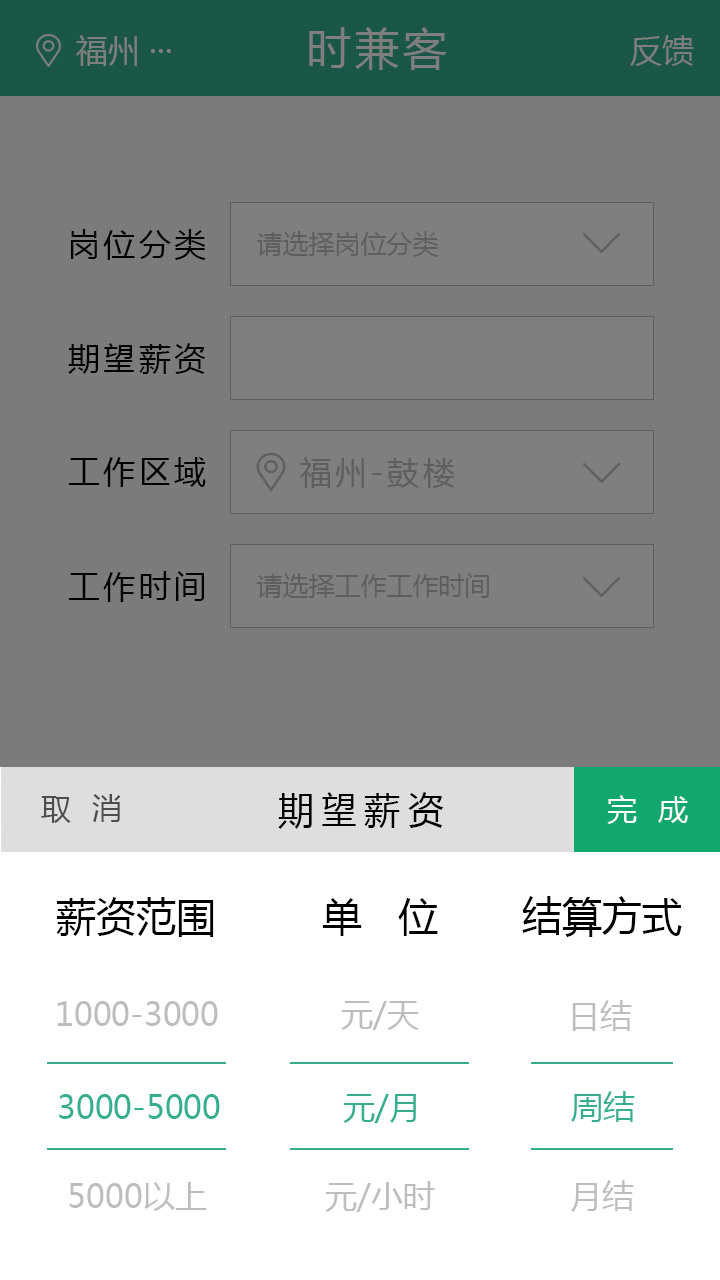 福州 ··· 时兼客 反馈
岗位分类 请选择岗位分类
期望薪资
工作区域 福州-鼓楼
工作时间 请选择工作工作时间
取 消 期望薪资 完 成
薪资范围 单 位 结算方式
1000-3000 元/天 日结
3000-5000 元/月 周结
5000以上 元/小时 月结